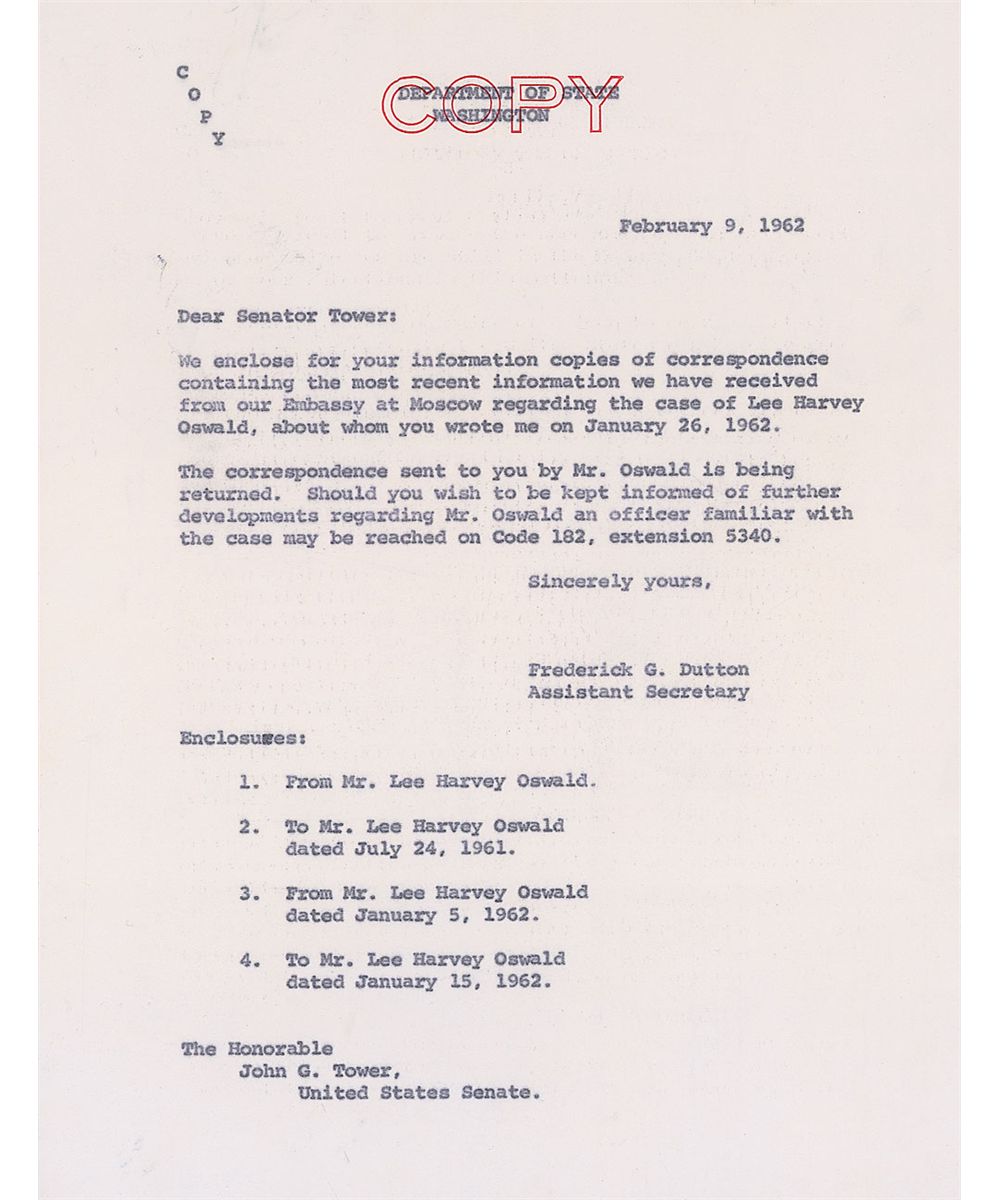 C
O
P
Y
COPY
DEPARTMENT OF STATE
WASHINGTON
February 9, 1962
Dear Senator Tower:
We enclose for your information copies of correspondence
containing the most recent information we have received
from our Embassy at Moscow regarding the case of Lee Harvey
Oswald, about whom you wrote me on January 26, 1962.
The correspondence sent to you by Mr. Oswald is being
returned.  Should you wish to be kept informed of further
developments regarding Mr. Oswald an officer familiar with
the case may be reached on Code 182, extension 5340.
Sincerely yours,
Frederick G. Dutton
Assistant Secretary
Enclosures:
1.  From Mr. Lee Harvey Oswald.
2.  To Mr. Lee Harvey Oswald
dated July 24, 1961.
3.  From Mr. Lee Harvey Oswald
dated January 5, 1962.
4.  To Mr. Lee Harvey Oswald
dated January 15, 1962.
The Honorable
John G. Tower,
United States Senate.